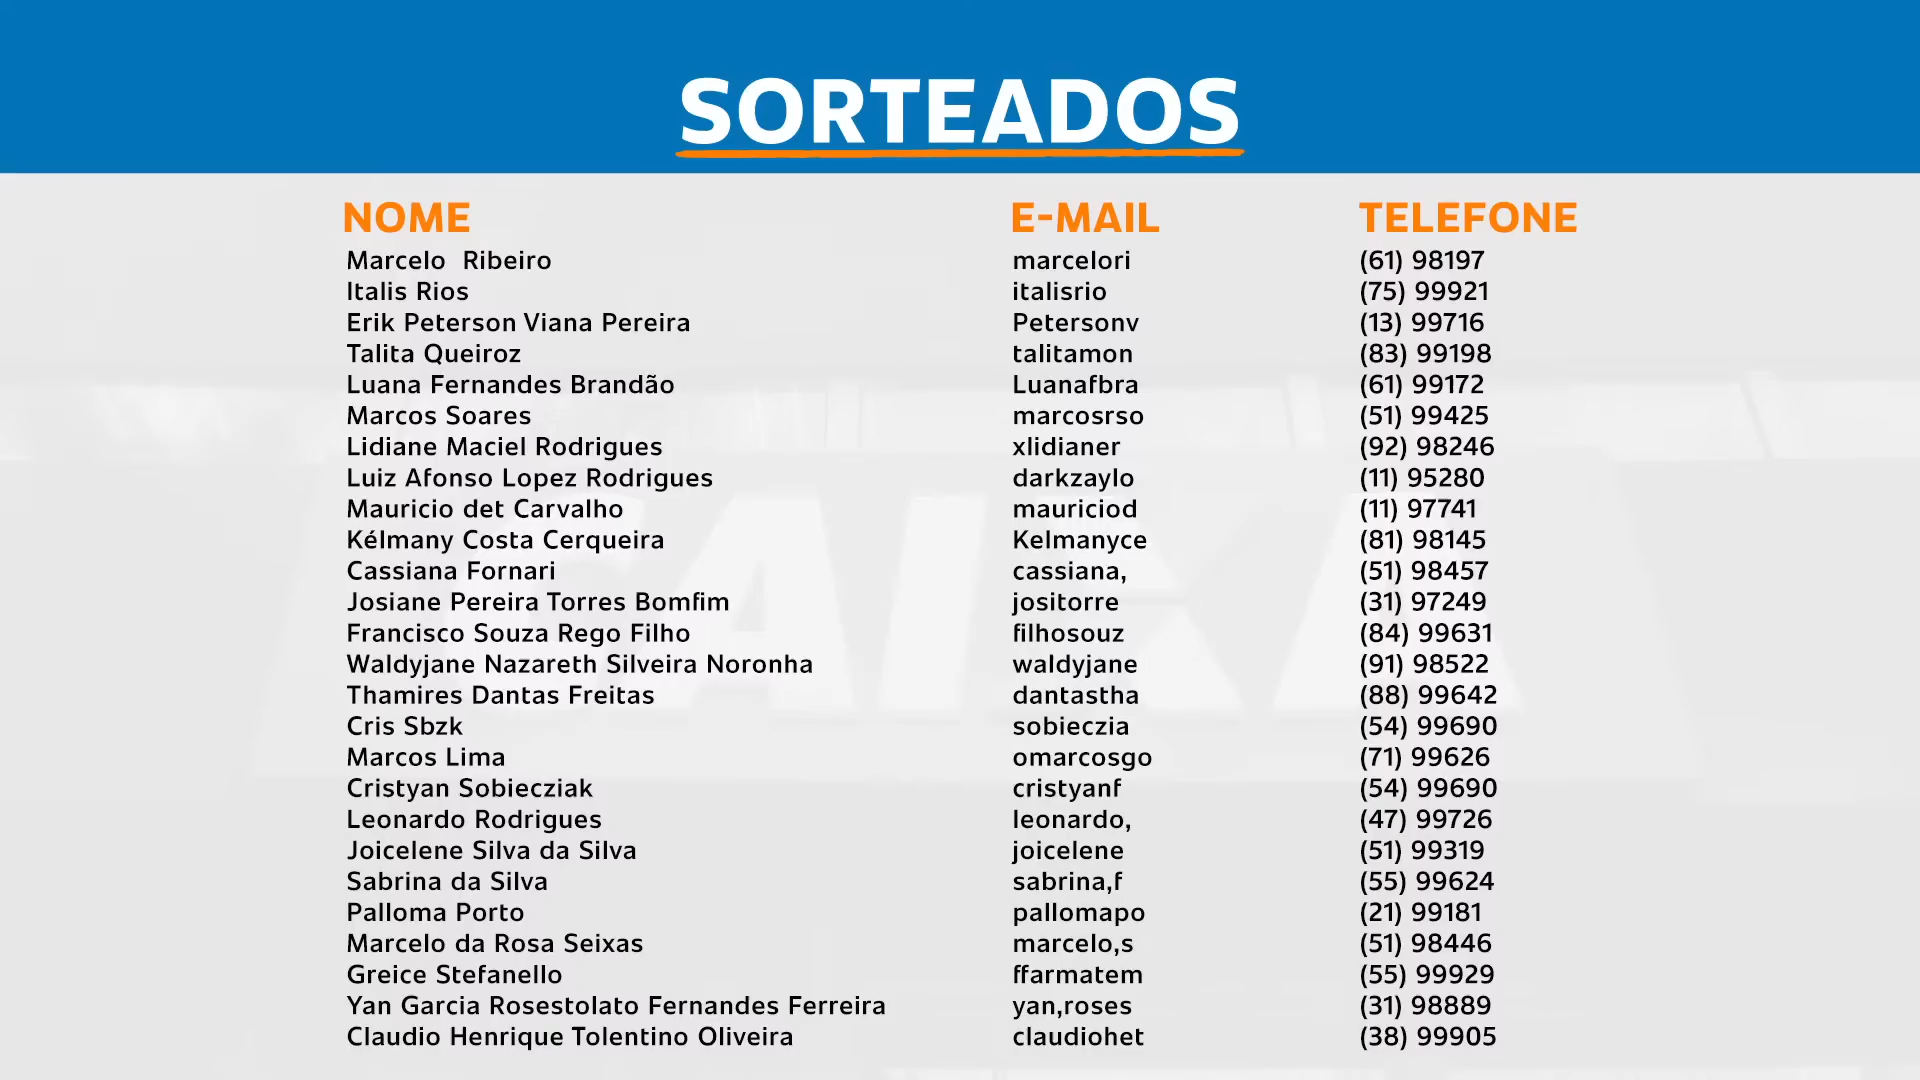 SORTEADOS
NOME E-MAIL TELEFONE
Marcelo  Ribeiro marcelori (61) 98197
Italis Rios italisrio (75) 99921
Erik Peterson Viana Pereira Petersonv (13) 99716
Talita Queiroz talitamon (83) 99198
Luana Fernandes Brandão Luanafbra (61) 99172
Marcos Soares marcosrso (51) 99425
Lidiane Maciel Rodrigues xlidianer (92) 98246
Luiz Afonso Lopez Rodrigues darkzaylo (11) 95280
Mauricio det Carvalho mauriciod (11) 97741
Kélmany Costa Cerqueira Kelmanyce (81) 98145
Cassiana Fornari cassiana, (51) 98457
Josiane Pereira Torres Bomfim jositorre (31) 97249
Francisco Souza Rego Filho filhosouz (84) 99631
Waldyjane Nazareth Silveira Noronha waldyjane (91) 98522
Thamires Dantas Freitas dantastha (88) 99642
Cris Sbzk sobieczia (54) 99690
Marcos Lima omarcosgo (71) 99626
Cristyan Sobiecziak cristyanf (54) 99690
Leonardo Rodrigues leonardo, (47) 99726
Joicelene Silva da Silva joicelene (51) 99319
Sabrina da Silva sabrina,f (55) 99624
Palloma Porto pallomapo (21) 99181
Marcelo da Rosa Seixas marcelo,s (51) 98446
Greice Stefanello ffarmatem (55) 99929
Yan Garcia Rosestolato Fernandes Ferreira yan,roses (31) 98889
Claudio Henrique Tolentino Oliveira claudiohet (38) 99905
CAIXA